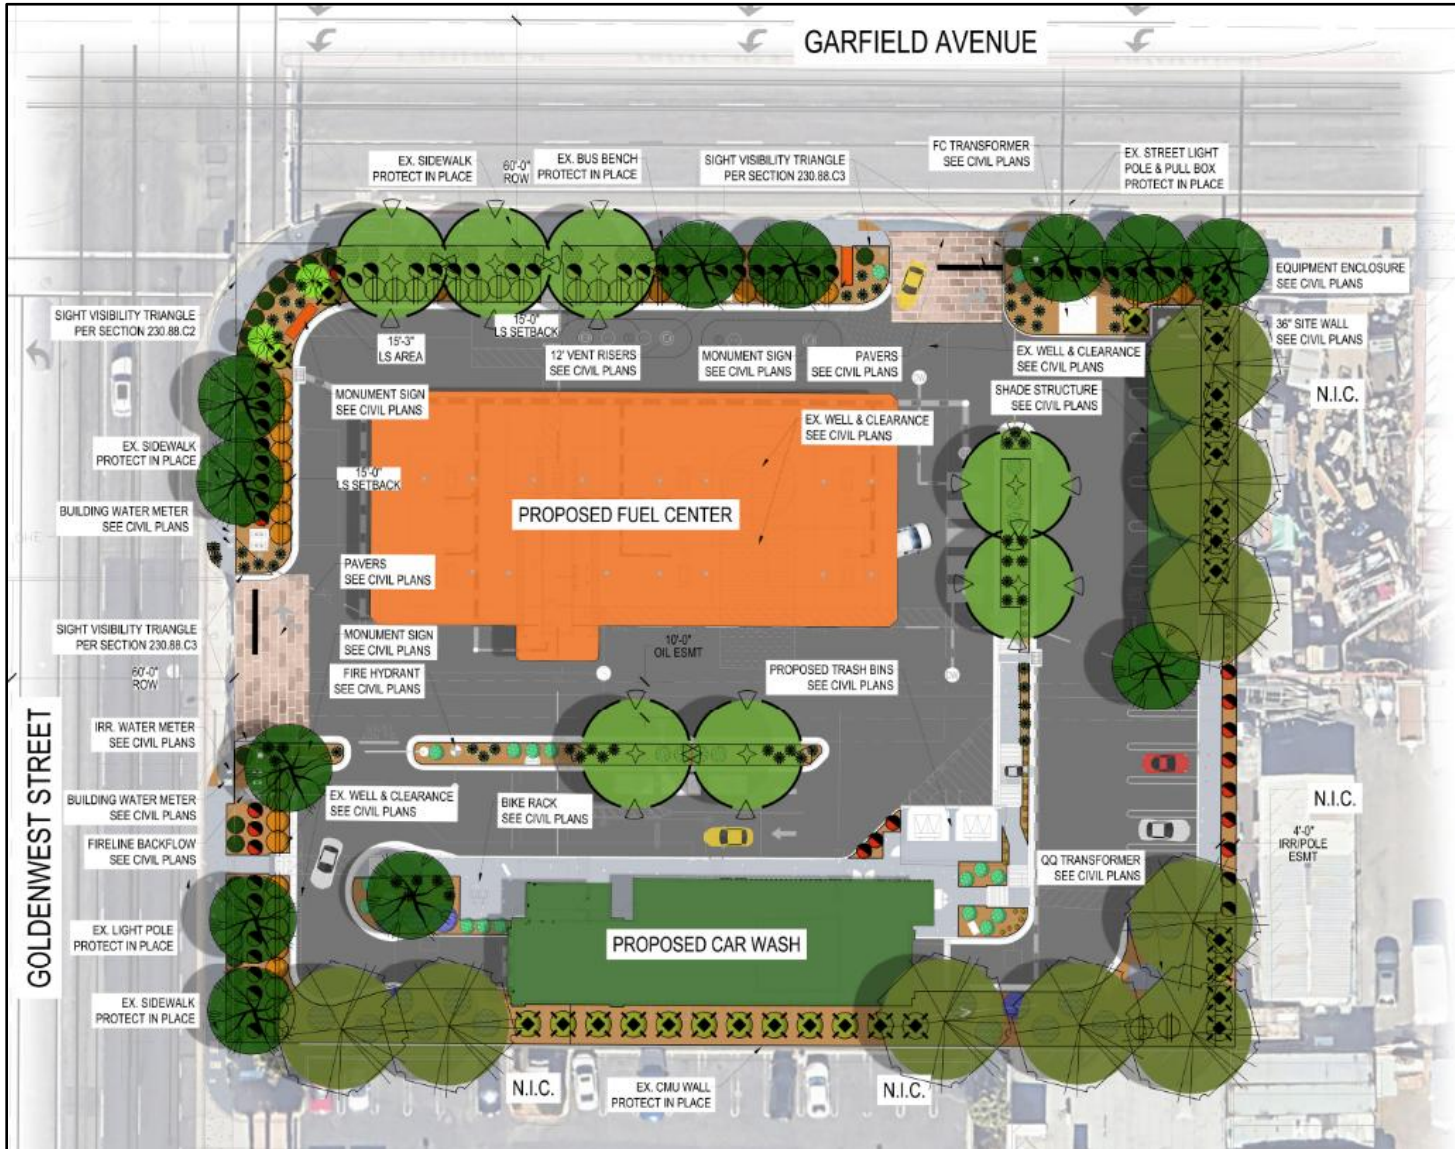 GARFIELD AVENUE
EX. SIDEWALK
PROTECT IN PLACE
60'-0"
ROW
EX. BUS BENCH
PROTECT IN PLACE
SIGHT VISIBILITY TRIANGLE
PER SECTION 230.88.C3
FC TRANSFORMER
SEE CIVIL PLANS
EX. STREET LIGHT
POLE & PULL BOX
PROTECT IN PLACE
EQUIPMENT ENCLOSURE
SEE CIVIL PLANS
SIGHT VISIBILITY TRIANGLE
PER SECTION 230.88.C2
15'-3"
LS AREA
15'-0"
LS SETBACK
12' VENT RISERS
SEE CIVIL PLANS
MONUMENT SIGN
SEE CIVIL PLANS
PAVERS
SEE CIVIL PLANS
EX. WELL & CLEARANCE
SEE CIVIL PLANS
36" SITE WALL
SEE CIVIL PLANS
N.I.C.
MONUMENT SIGN
SEE CIVIL PLANS
SHADE STRUCTURE
SEE CIVIL PLANS
EX. WELL & CLEARANCE
SEE CIVIL PLANS
EX. SIDEWALK
PROTECT IN PLACE
15'-0"
LS SETBACK
BUILDING WATER METER
SEE CIVIL PLANS
PROPOSED FUEL CENTER
PAVERS
SEE CIVIL PLANS
SIGHT VISIBILITY TRIANGLE
PER SECTION 230.88.C3
60'-0"
ROW
MONUMENT SIGN
SEE CIVIL PLANS
10'-0"
OIL ESMT
FIRE HYDRANT
SEE CIVIL PLANS
PROPOSED TRASH BINS
SEE CIVIL PLANS
GOLDENWEST STREET
IRR. WATER METER
SEE CIVIL PLANS
BUILDING WATER METER
SEE CIVIL PLANS
EX. WELL & CLEARANCE
SEE CIVIL PLANS
BIKE RACK
SEE CIVIL PLANS
N.I.C.
4'-0"
IRR/POLE
ESMT
FIRELINE BACKFLOW
SEE CIVIL PLANS
QQ TRANSFORMER
SEE CIVIL PLANS
EX. LIGHT POLE
PROTECT IN PLACE
PROPOSED CAR WASH
EX. SIDEWALK
PROTECT IN PLACE
N.I.C.
EX. CMU WALL
PROTECT IN PLACE
N.I.C.